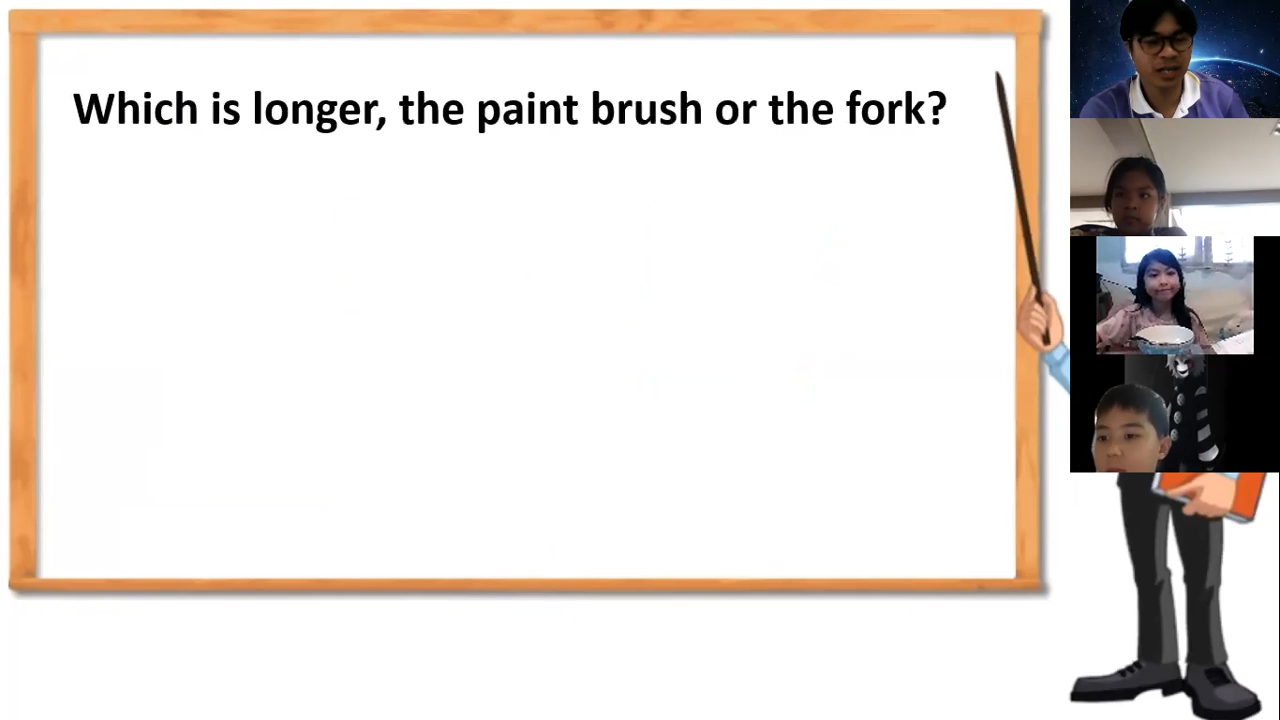 Which is longer, the paint brush or the fork?